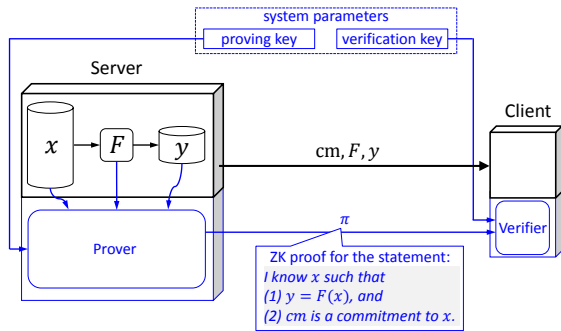 system parameters
proving key
verification key
Server
Client
x
F
y
cm, F, y
Prover
π
Verifier
ZK proof for the statement:
I know x such that
(1) y = F(x), and
(2) cm is a commitment to x.